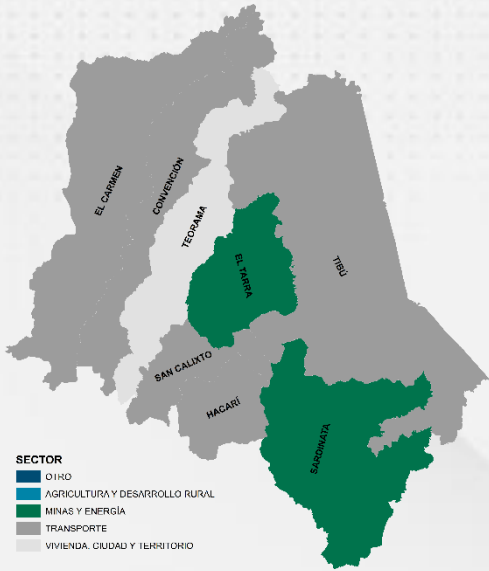 EL CARMEN
CONVENCIÓN
TEORAMA
EL TARRA
TIBÚ
SAN CALIXTO
HACARÍ
SARDINATA
SECTOR
OTRO
AGRICULTURA Y DESARROLLO RURAL
MINAS Y ENERGÍA
TRANSPORTE
VIVIENDA, CIUDAD Y TERRITORIO